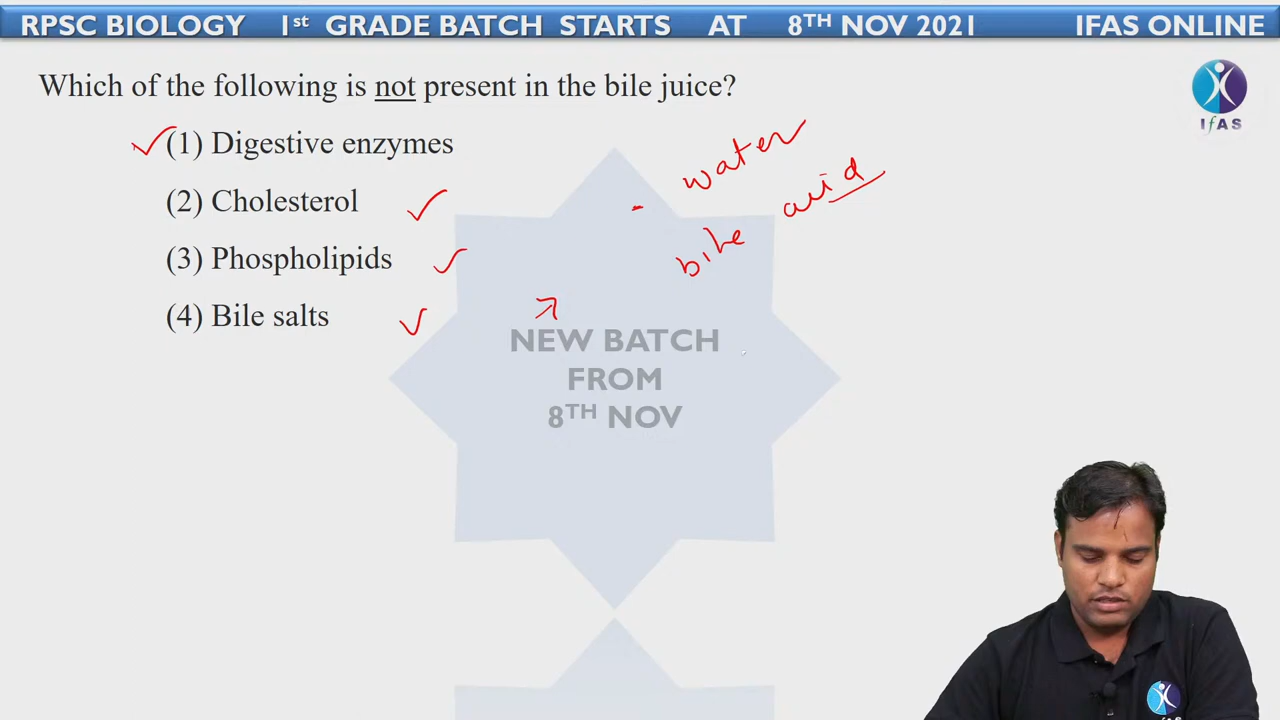 RPSC BIOLOGY 1st GRADE BATCH STARTS AT 8TH NOV 2021 IFAS ONLINE
Which of the following is not present in the bile juice?
(1) Digestive enzymes
(2) Cholesterol
(3) Phospholipids
(4) Bile salts
water
bile acid
NEW BATCH
FROM
8TH NOV
IfAS